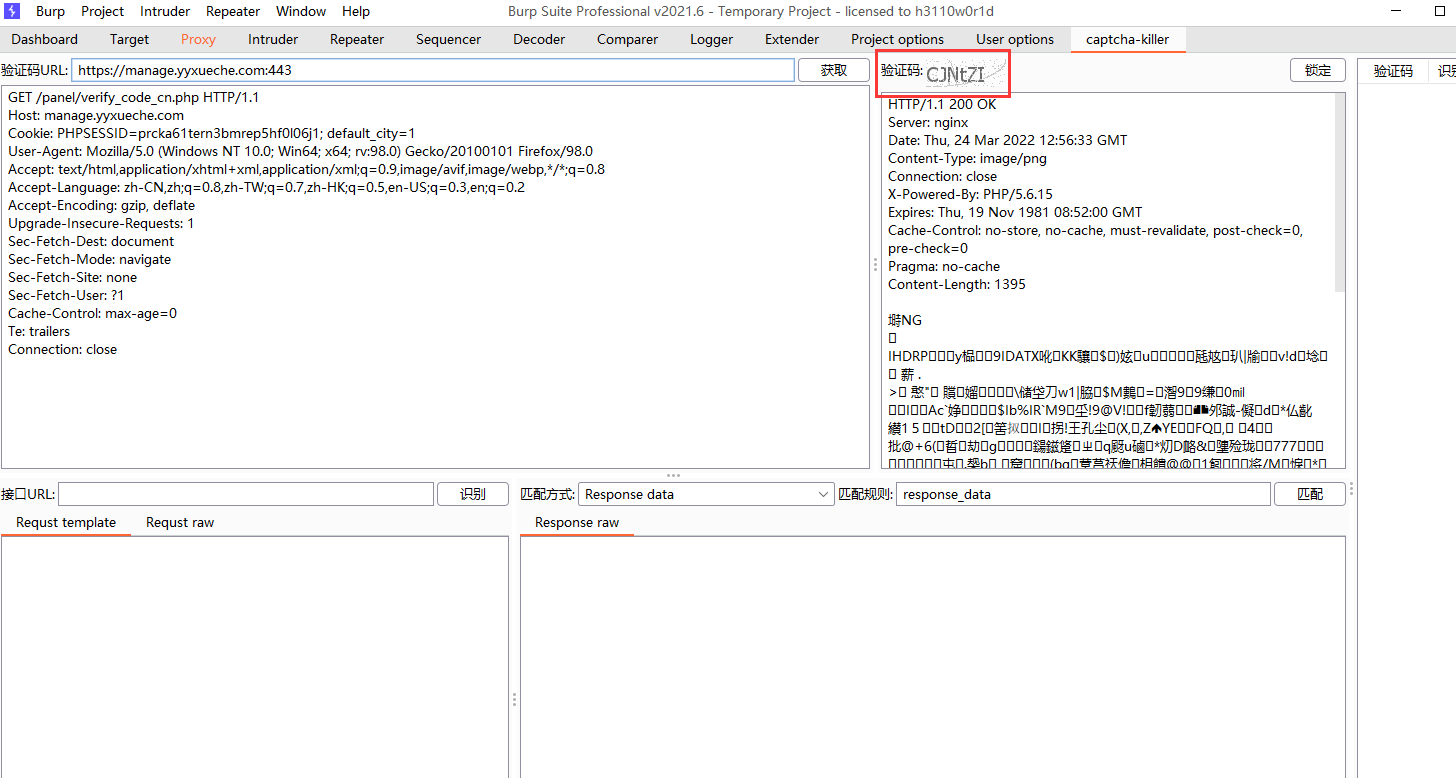 Burp Project Intruder Repeater Window Help
Burp Suite Professional v2021.6 - Temporary Project - licensed to h3110w0r1d
Dashboard Target Proxy Intruder Repeater Sequencer Decoder Comparer Logger Extender Project options User options captcha-killer
验证码URL: https://manage.yyxueche.com:443 获取
GET /panel/verify_code_cn.php HTTP/1.1
Host: manage.yyxueche.com
Cookie: PHPSESSID=prcka61tern3bmrep5hf0l06j1; default_city=1
User-Agent: Mozilla/5.0 (Windows NT 10.0; Win64; x64; rv:98.0) Gecko/20100101 Firefox/98.0
Accept: text/html,application/xhtml+xml,application/xml;q=0.9,image/avif,image/webp,*/*;q=0.8
Accept-Language: zh-CN,zh;q=0.8,zh-TW;q=0.7,zh-HK;q=0.5,en-US;q=0.3,en;q=0.2
Accept-Encoding: gzip, deflate
Upgrade-Insecure-Requests: 1
Sec-Fetch-Dest: document
Sec-Fetch-Mode: navigate
Sec-Fetch-Site: none
Sec-Fetch-User: ?1
Cache-Control: max-age=0
Te: trailers
Connection: close
验证码: CJNtZI 锁定
HTTP/1.1 200 OK
Server: nginx
Date: Thu, 24 Mar 2022 12:56:33 GMT
Content-Type: image/png
Connection: close
X-Powered-By: PHP/5.6.15
Expires: Thu, 19 Nov 1981 08:52:00 GMT
Cache-Control: no-store, no-cache, must-revalidate, post-check=0,
pre-check=0
Pragma: no-cache
Content-Length: 1395
验证码
接口URL: 识别 匹配方式: Response data 匹配规则: response_data 匹配
Requst template Requst raw
Response raw